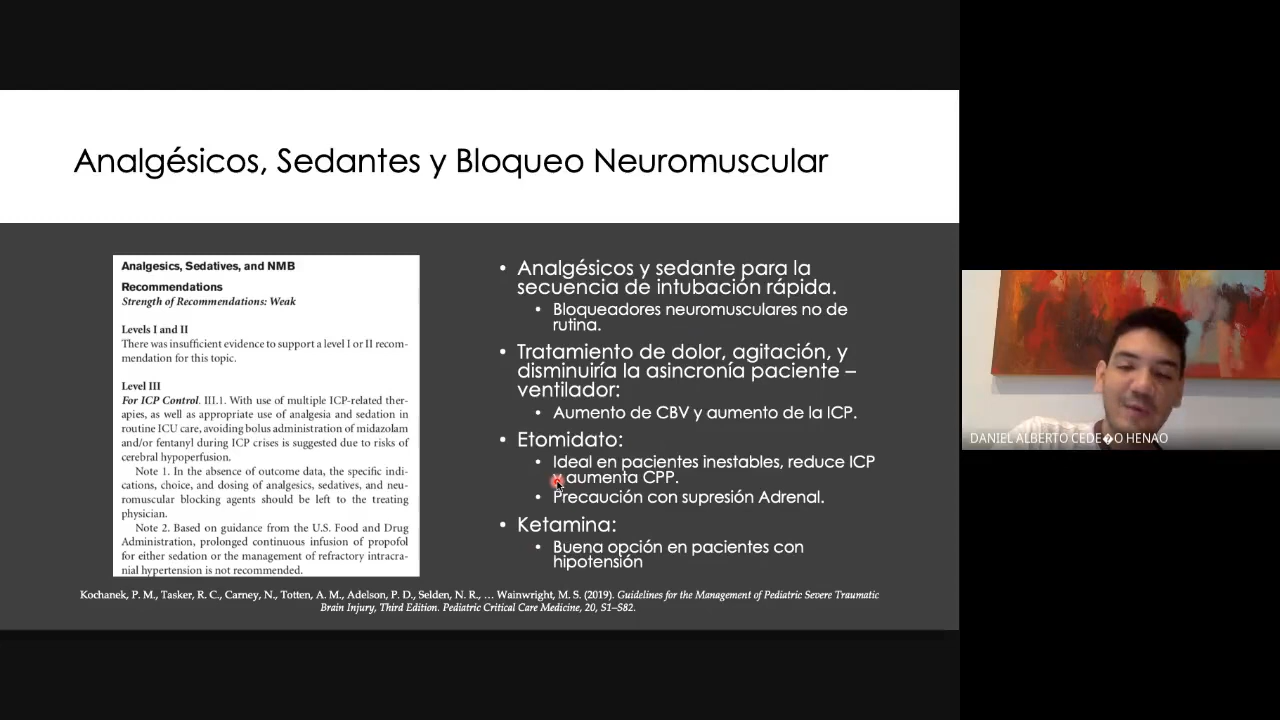 Analgésicos, Sedantes y Bloqueo Neuromuscular
Analgesics, Sedatives, and NMB
Recommendations
Strength of Recommendations: Weak
Levels I and II
There was insufficient evidence to support a level I or II recom-
mendation for this topic.
Level III
For ICP Control. III.1. With use of multiple ICP-related ther-
apies, as well as appropriate use of analgesia and sedation in
routine ICU care, avoiding bolus administration of midazolam
and/or fentanyl during ICP crises is suggested due to risks of
cerebral hypoperfusion.
Note 1. In the absence of outcome data, the specific indi-
cations, choice, and dosing of analgesics, sedatives, and neu-
romuscular blocking agents should be left to the treating
physician.
Note 2. Based on guidance from the U.S. Food and Drug
Administration, prolonged continuous infusion of propofol
for either sedation or the management of refractory intracra-
nial hypertension is not recommended.
• Analgésicos y sedante para la
secuencia de intubación rápida.
• Bloqueadores neuromusculares no de
rutina.
• Tratamiento de dolor, agitación, y
disminuiría la asincronía paciente –
ventilador:
• Aumento de CBV y aumento de la ICP.
• Etomidato:
• Ideal en pacientes inestables, reduce ICP
aumenta CPP.
• Precaución con supresión Adrenal.
• Ketamina:
• Buena opción en pacientes con
hipotensión
Kochanek, P. M., Tasker, R. C., Carney, N., Totten, A. M., Adelson, P. D., Selden, N. R., … Wainwright, M. S. (2019). Guidelines for the Management of Pediatric Severe Traumatic
Brain Injury, Third Edition. Pediatric Critical Care Medicine, 20, S1–S82.
DANIEL ALBERTO CEDE�O HENAO